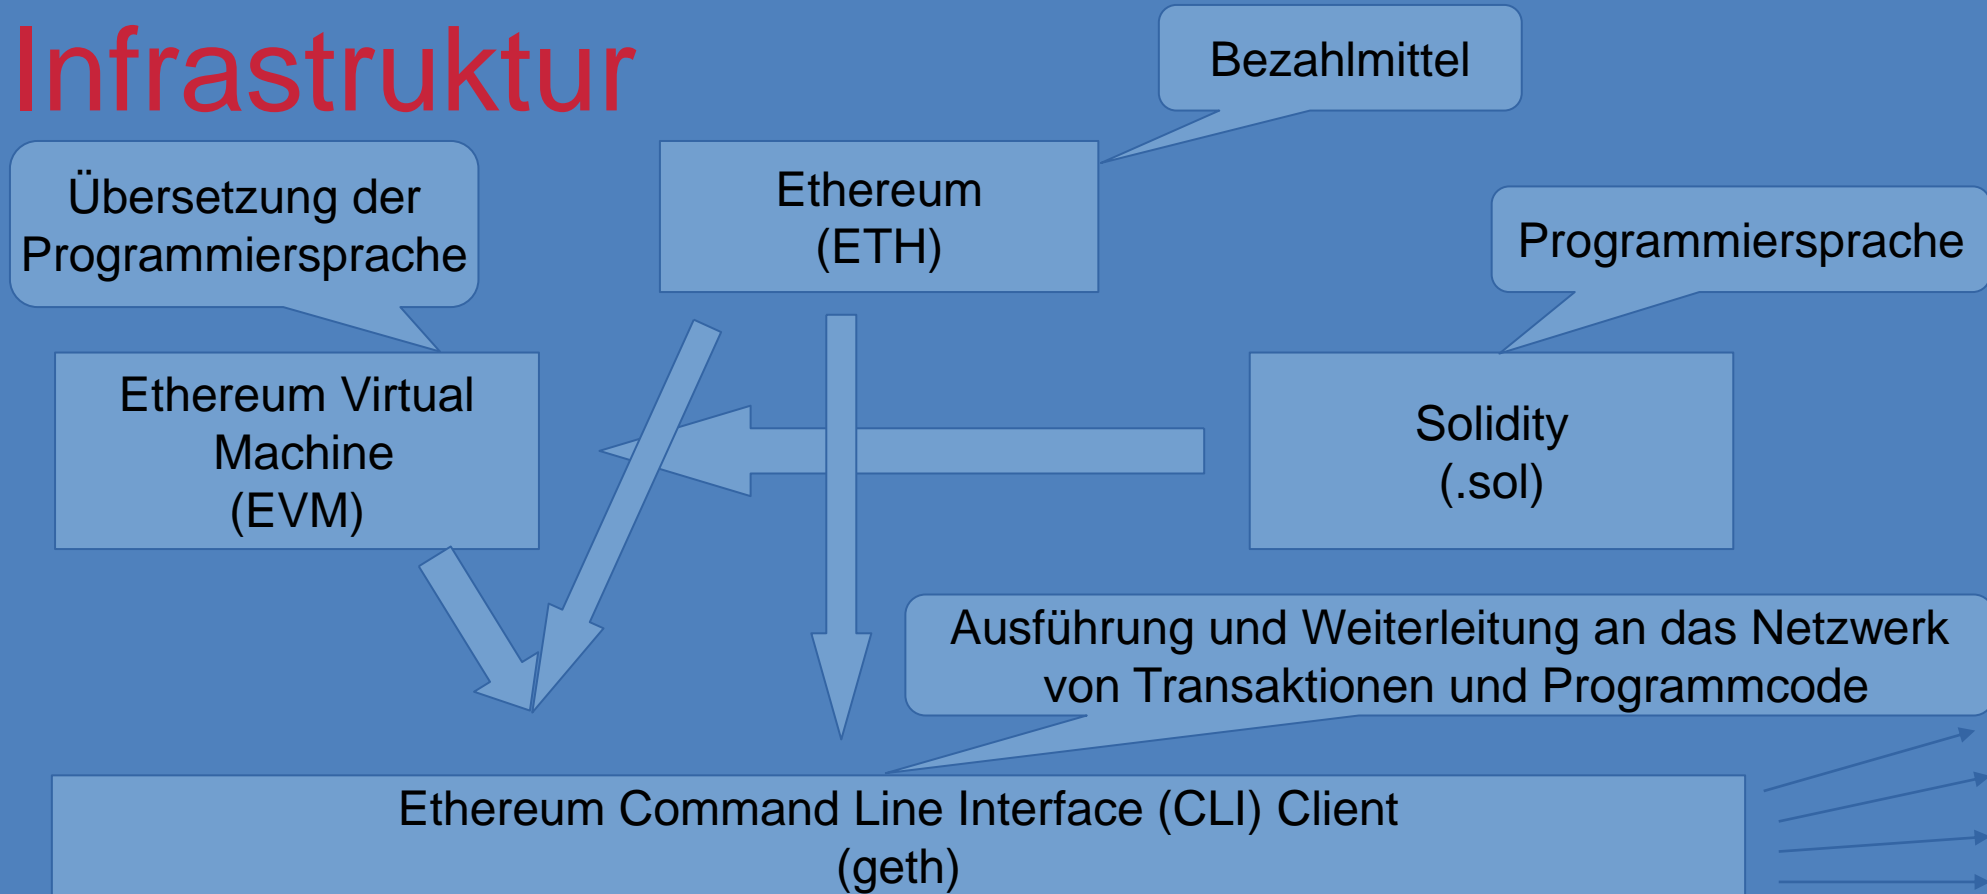 Infrastruktur
Bezahlmittel
Übersetzung der
Programmiersprache
Ethereum
(ETH)
Programmiersprache
Ethereum Virtual
Machine
(EVM)
Solidity
(.sol)
Ausführung und Weiterleitung an das Netzwerk
von Transaktionen und Programmcode
Ethereum Command Line Interface (CLI) Client
(geth)